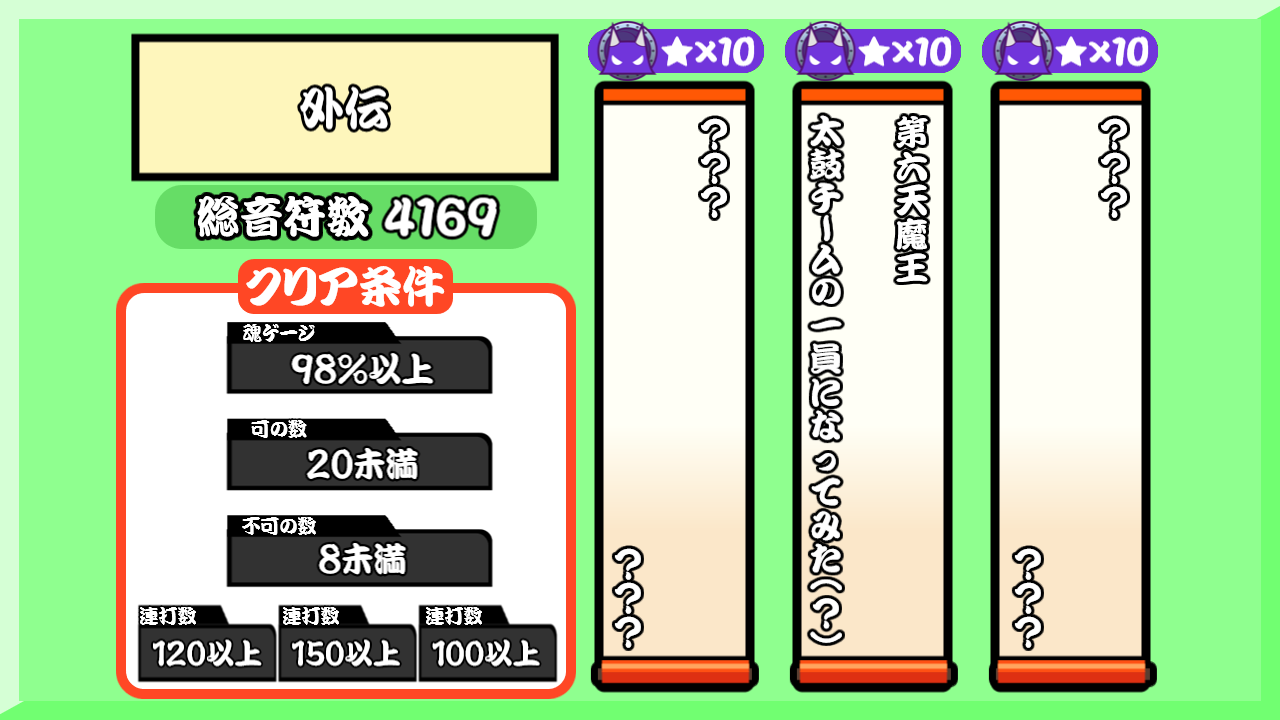 外伝
総音符数 4169
クリア条件
魂ゲージ
98%以上
可の数
20未満
不可の数
8未満
連打数
120以上
連打数
150以上
連打数
100以上
★×10
???
???
★×10
第六天魔王
太鼓チームの一員になってみた(?)
★×10
???
???